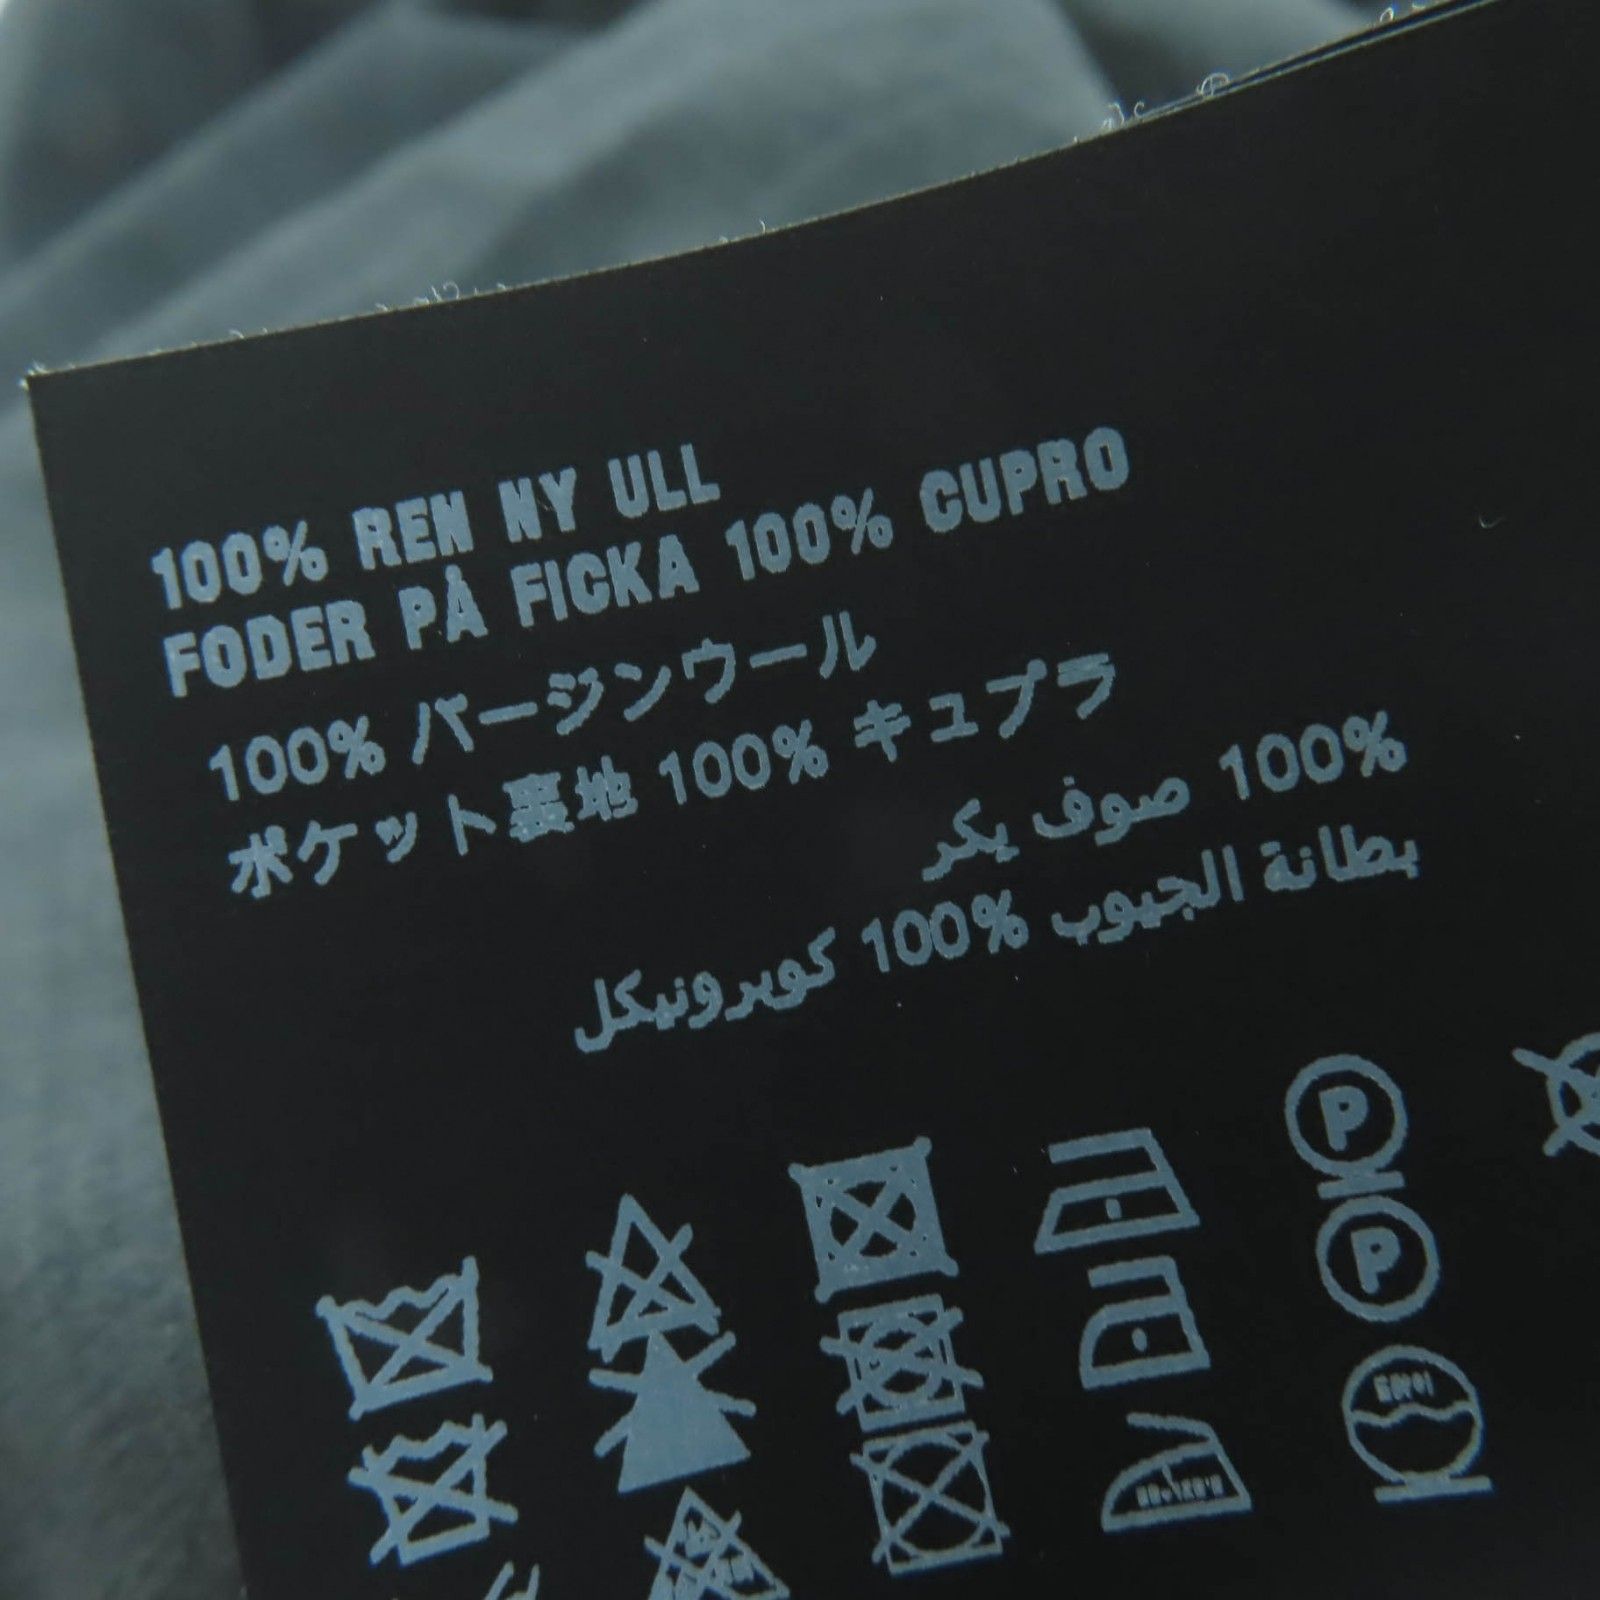 100% REN NY ULL
FODER PÅ FICKA 100% CUPRO
100% バージンウール
ポケット裏地 100% キュプラ
100% صوف بكر
بطانة الجيوب 100% كوبرونيكل
P
P